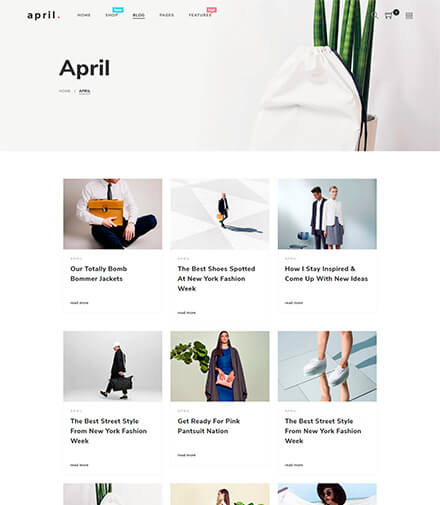 april.
HOME
SHOP
New
BLOG
PAGES
FEATURES
Hot
0
April
HOME / APRIL
APRIL
Our Totally Bomb
Bommer Jackets
read more
APRIL
The Best Shoes Spotted
At New York Fashion
Week
read more
APRIL
How I Stay Inspired &
Come Up With New Ideas
read more
APRIL
The Best Street Style
From New York Fashion
Week
read more
APRIL
Get Ready For Pink
Pantsuit Nation
read more
APRIL
The Best Street Style
From New York Fashion
Week
read more